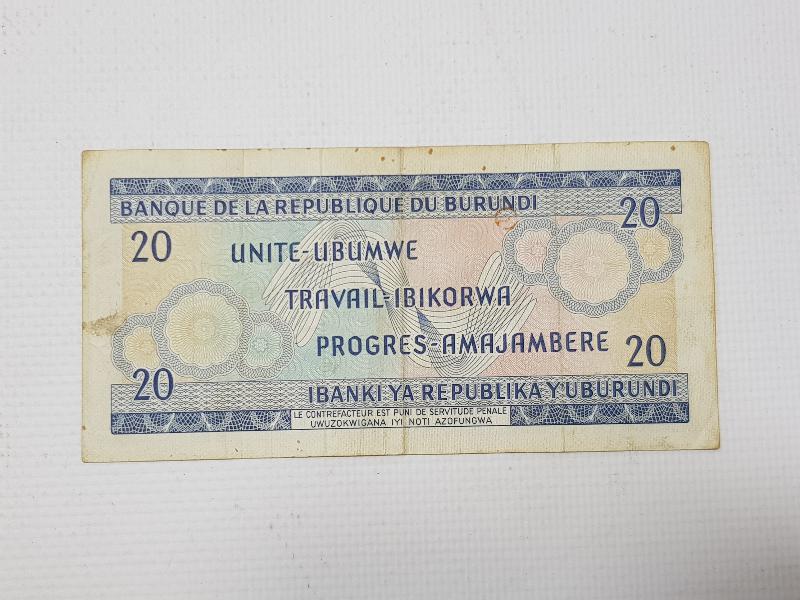 BANQUE DE LA REPUBLIQUE DU BURUNDI
20
20
UNITE-UBUMWE
TRAVAIL-IBIKORWA
PROGRES-AMAJAMBERE
20
20
IBANKI YA REPUBLIKA Y'UBURUNDI
LE CONTREFACTEUR EST PUNI DE SERVITUDE PENALE
UWUZOKWIGANA IYI NOTI AZOFUNGWA